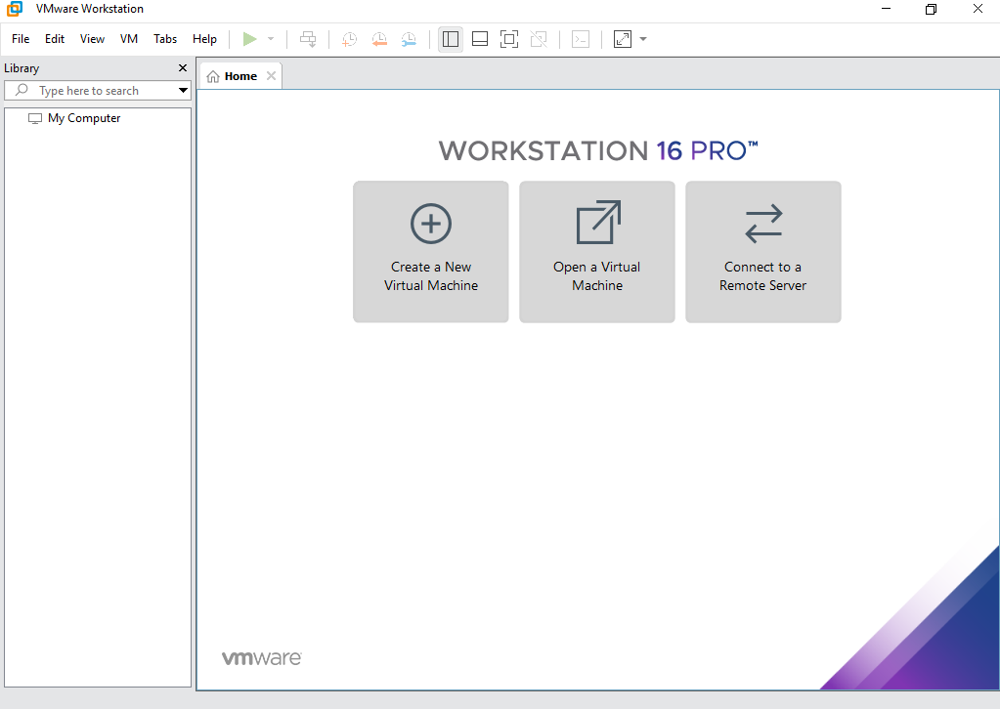 VMware Workstation
File Edit View VM Tabs Help
Library
Type here to search
My Computer
Home
WORKSTATION 16 PRO™
Create a New
Virtual Machine
Open a Virtual
Machine
Connect to a
Remote Server
vmware